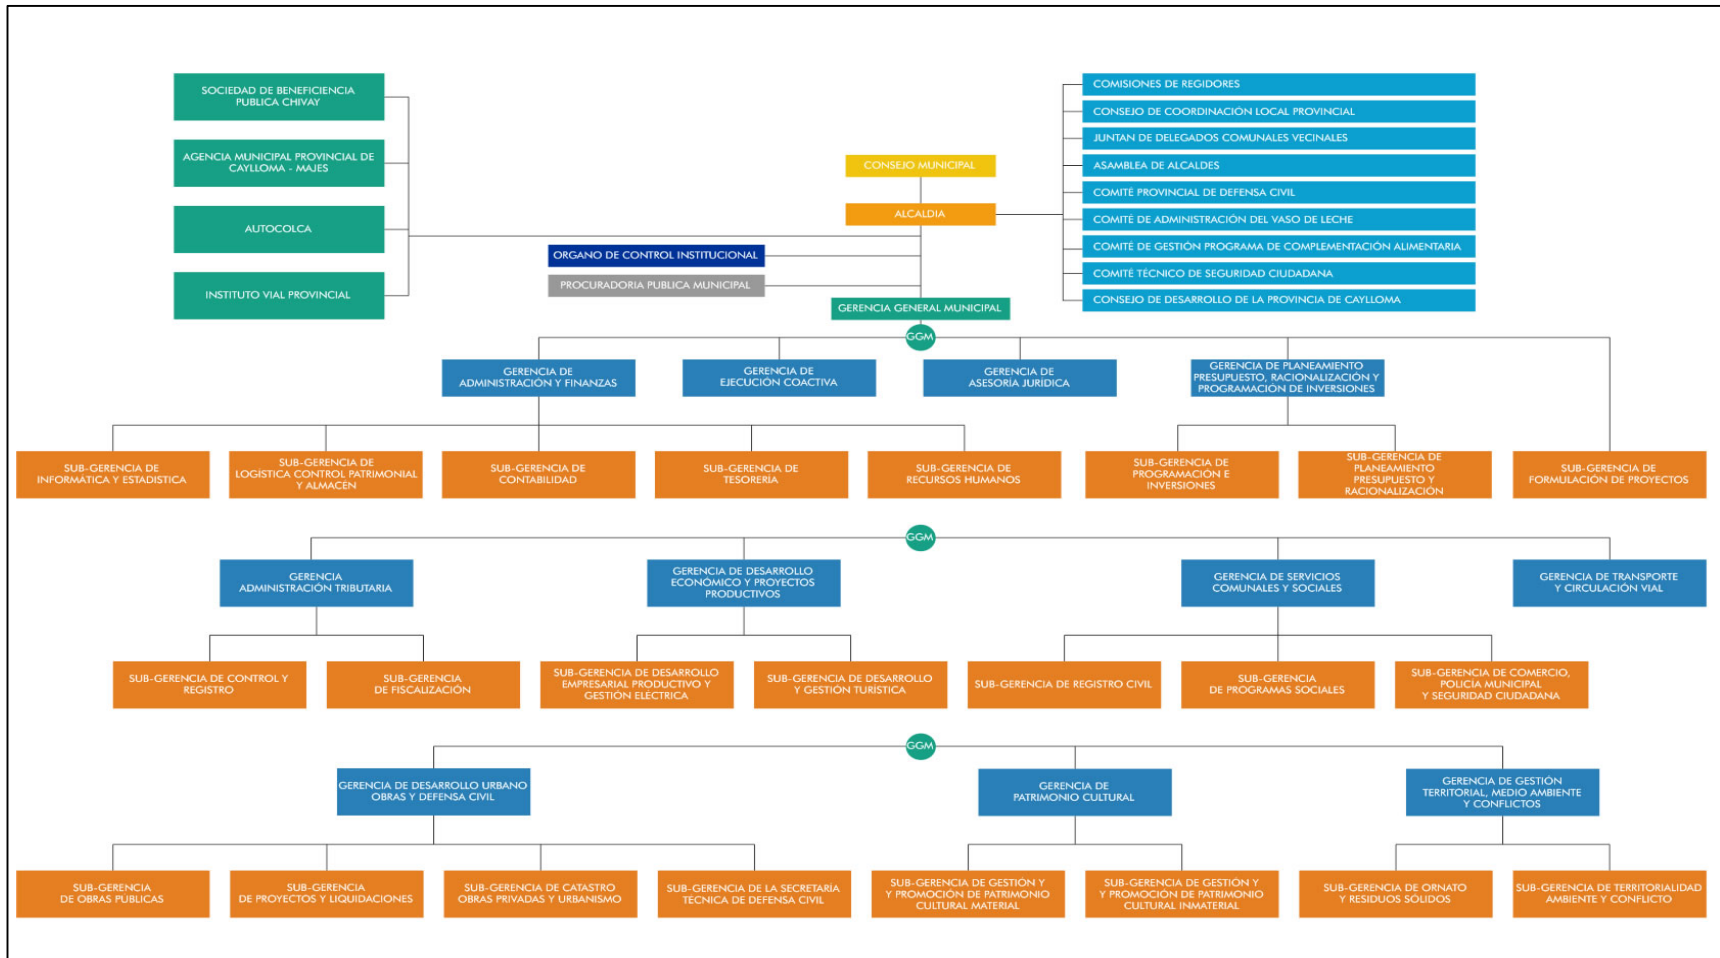 SOCIEDAD DE BENEFICIENCIA
PUBLICA CHIVAY
AGENCIA MUNICIPAL PROVINCIAL DE
CAYLLOMA - MAJES
AUTOCOLCA
INSTITUTO VIAL PROVINCIAL
CONSEJO MUNICIPAL
ALCALDIA
ORGANO DE CONTROL INSTITUCIONAL
PROCURADORIA PUBLICA MUNICIPAL
GERENCIA GENERAL MUNICIPAL
COMISIONES DE REGIDORES
CONSEJO DE COORDINACIÓN LOCAL PROVINCIAL
JUNTAN DE DELEGADOS COMUNALES VECINALES
ASAMBLEA DE ALCALDES
COMITÉ PROVINCIAL DE DEFENSA CIVIL
COMITÉ DE ADMINISTRACIÓN DEL VASO DE LECHE
COMITÉ DE GESTIÓN PROGRAMA DE COMPLEMENTACIÓN ALIMENTARIA
COMITÉ TÉCNICO DE SEGURIDAD CIUDADANA
CONSEJO DE DESARROLLO DE LA PROVINCIA DE CAYLLOMA
GGM
GERENCIA DE
ADMINISTRACIÓN Y FINANZAS
GERENCIA DE
EJECUCIÓN COACTIVA
GERENCIA DE
ASESORÍA JURÍDICA
GERENCIA DE PLANEAMIENTO
PRESUPUESTO, RACIONALIZACIÓN Y
PROGRAMACIÓN DE INVERSIONES
SUB-GERENCIA DE
INFORMÁTICA Y ESTADISTICA
SUB-GERENCIA DE
LOGÍSTICA CONTROL PATRIMONIAL
Y ALMACÉN
SUB-GERENCIA DE
CONTABILIDAD
SUB-GERENCIA DE
TESORERÍA
SUB-GERENCIA DE
RECURSOS HUMANOS
SUB-GERENCIA DE
PROGRAMACIÓN E
INVERSIONES
SUB-GERENCIA DE
PLANEAMIENTO
PRESUPUESTO Y
RACIONALIZACIÓN
SUB-GERENCIA DE
FORMULACIÓN DE PROYECTOS
GGM
GERENCIA
ADMINISTRACIÓN TRIBUTARIA
GERENCIA DE DESARROLLO
ECONÓMICO Y PROYECTOS
PRODUCTIVOS
GERENCIA DE SERVICIOS
COMUNALES Y SOCIALES
GERENCIA DE TRANSPORTE
Y CIRCULACIÓN VIAL
SUB-GERENCIA DE CONTROL Y
REGISTRO
SUB-GERENCIA
DE FISCALIZACIÓN
SUB-GERENCIA DE DESARROLLO
EMPRESARIAL PRODUCTIVO Y
GESTIÓN ELÉCTRICA
SUB-GERENCIA DE DESARROLLO
Y GESTIÓN TURÍSTICA
SUB-GERENCIA DE REGISTRO CIVIL
SUB-GERENCIA
DE PROGRAMAS SOCIALES
SUB-GERENCIA DE COMERCIO,
POLICÍA MUNICIPAL
Y SEGURIDAD CIUDADANA
GGM
GERENCIA DE DESARROLLO URBANO
OBRAS Y DEFENSA CIVIL
GERENCIA DE
PATRIMONIO CULTURAL
GERENCIA DE GESTIÓN
TERRITORIAL, MEDIO AMBIENTE
Y CONFLICTOS
SUB-GERENCIA
DE OBRAS PUBLICAS
SUB-GERENCIA
DE PROYECTOS Y LIQUIDACIONES
SUB-GERENCIA DE CATASTRO
OBRAS PRIVADAS Y URBANISMO
SUB-GERENCIA DE LA SECRETARÍA
TÉCNICA DE DEFENSA CIVIL
SUB-GERENCIA DE GESTIÓN Y
Y PROMOCIÓN DE PATRIMONIO
CULTURAL MATERIAL
SUB-GERENCIA DE GESTIÓN Y
Y PROMOCIÓN DE PATRIMONIO
CULTURAL INMATERIAL
SUB-GERENCIA DE ORNATO
Y RESIDUOS SÓLIDOS
SUB-GERENCIA DE TERRITORIALIDAD
AMBIENTE Y CONFLICTO